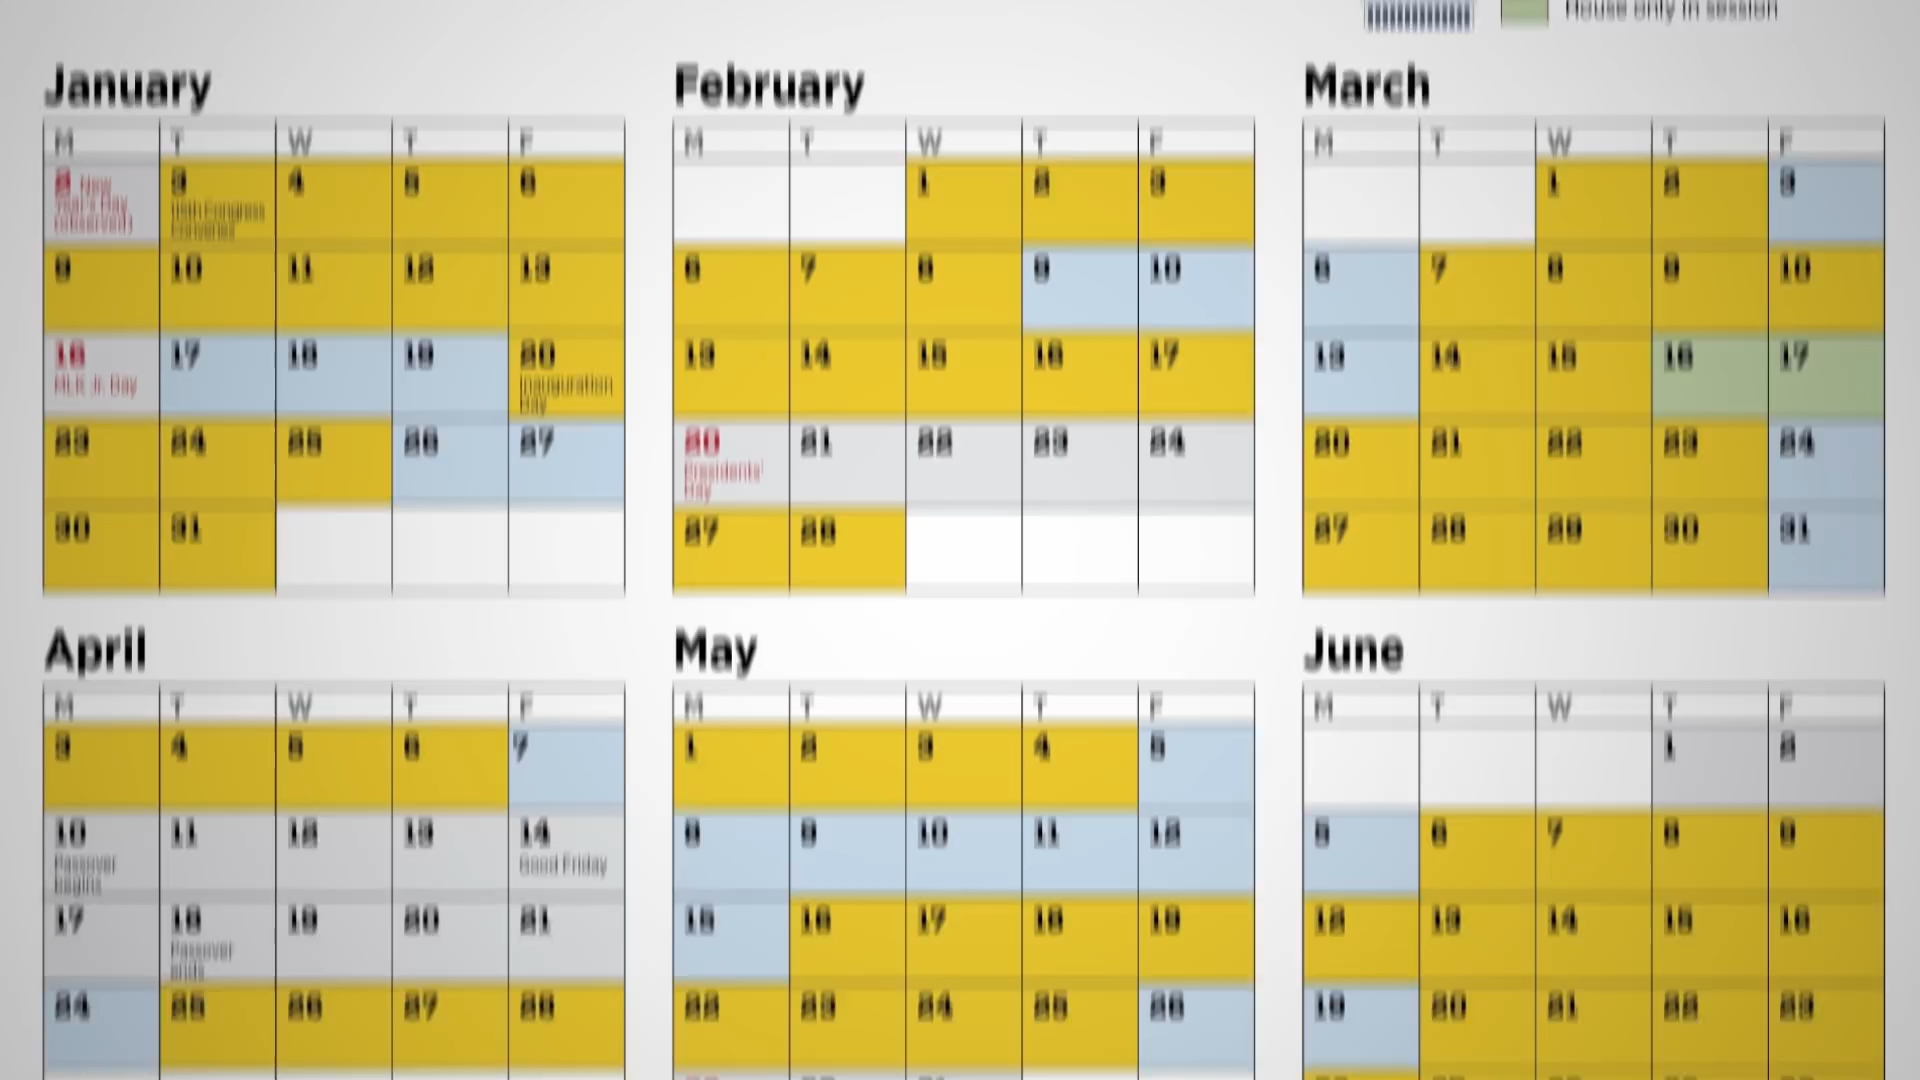 House only in session
January
M T W T F
2 New Year's Day (observed) 3 4 5 6
115th Congress convenes
9 10 11 12 13
16 17 18 19 20
MLK Jr. Day Inauguration Day
23 24 25 26 27
30 31
February
M T W T F
1 2 3
6 7 8 9 10
13 14 15 16 17
20 21 22 23 24
Presidents'
Day
27 28
March
M T W T F
1 2 3
6 7 8 9 10
13 14 15 16 17
20 21 22 23 24
27 28 29 30 31
April
M T W T F
3 4 5 6 7
10 11 12 13 14
Passover begins Good Friday
17 18 19 20 21
Passover ends
24 25 26 27 28
May
M T W T F
1 2 3 4 5
8 9 10 11 12
15 16 17 18 19
22 23 24 25 26
June
M T W T F
1 2
5 6 7 8 9
12 13 14 15 16
19 20 21 22 23